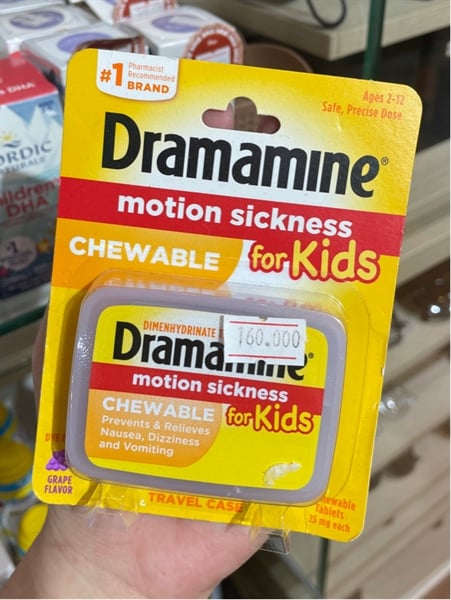 #1
Pharmacist
Recommended
BRAND
Ages 2-12
Safe, Precise Dose
Dramamine®
motion sickness
CHEWABLE for Kids
DIMENHYDRINATE
160.000
motion sickness
CHEWABLE for Kids
Prevents & Relieves
Nausea, Dizziness
and Vomiting
GRAPE
FLAVOR
TRAVEL CASE
Tablets
25 mg each
DHA
DHA